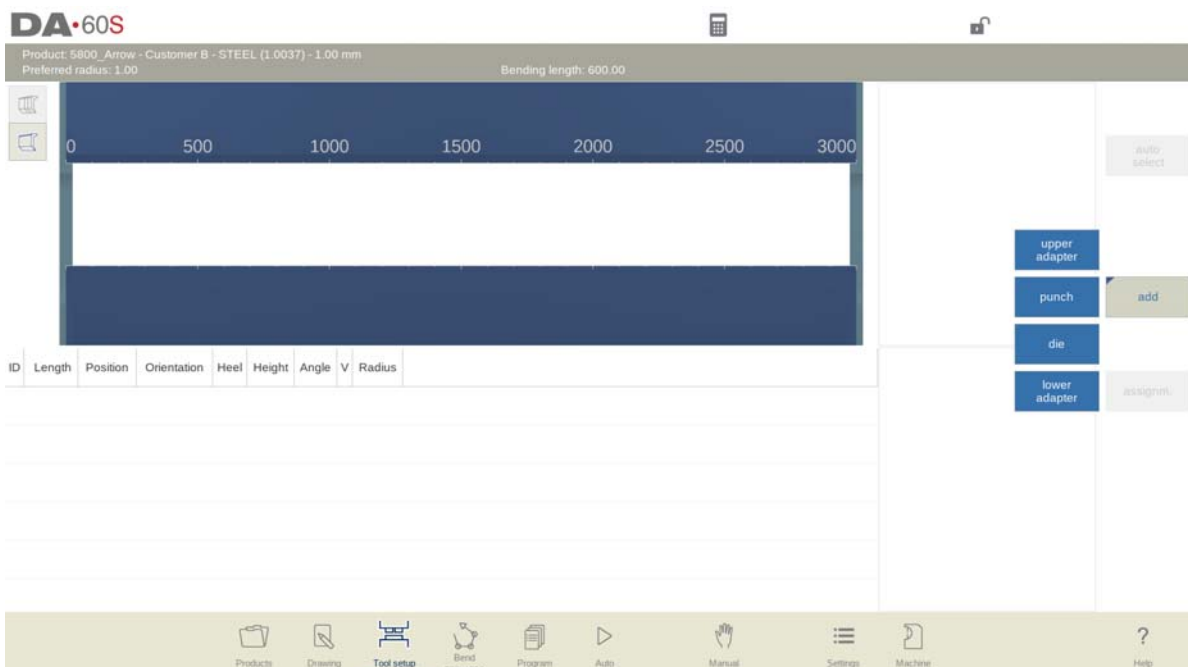 DA•60S
Product: 5800_Arrow - Customer B - STEEL (1.0037) - 1.00 mm
Preferred radius: 1.00 Bending length: 600.00
0 500 1000 1500 2000 2500 3000
auto
select
upper
adapter
punch
add
die
lower
adapter
assignm.
ID Length Position Orientation Heel Height Angle V Radius
Products Drawing Tool setup Bend Program Auto Manual Settings Machine Help